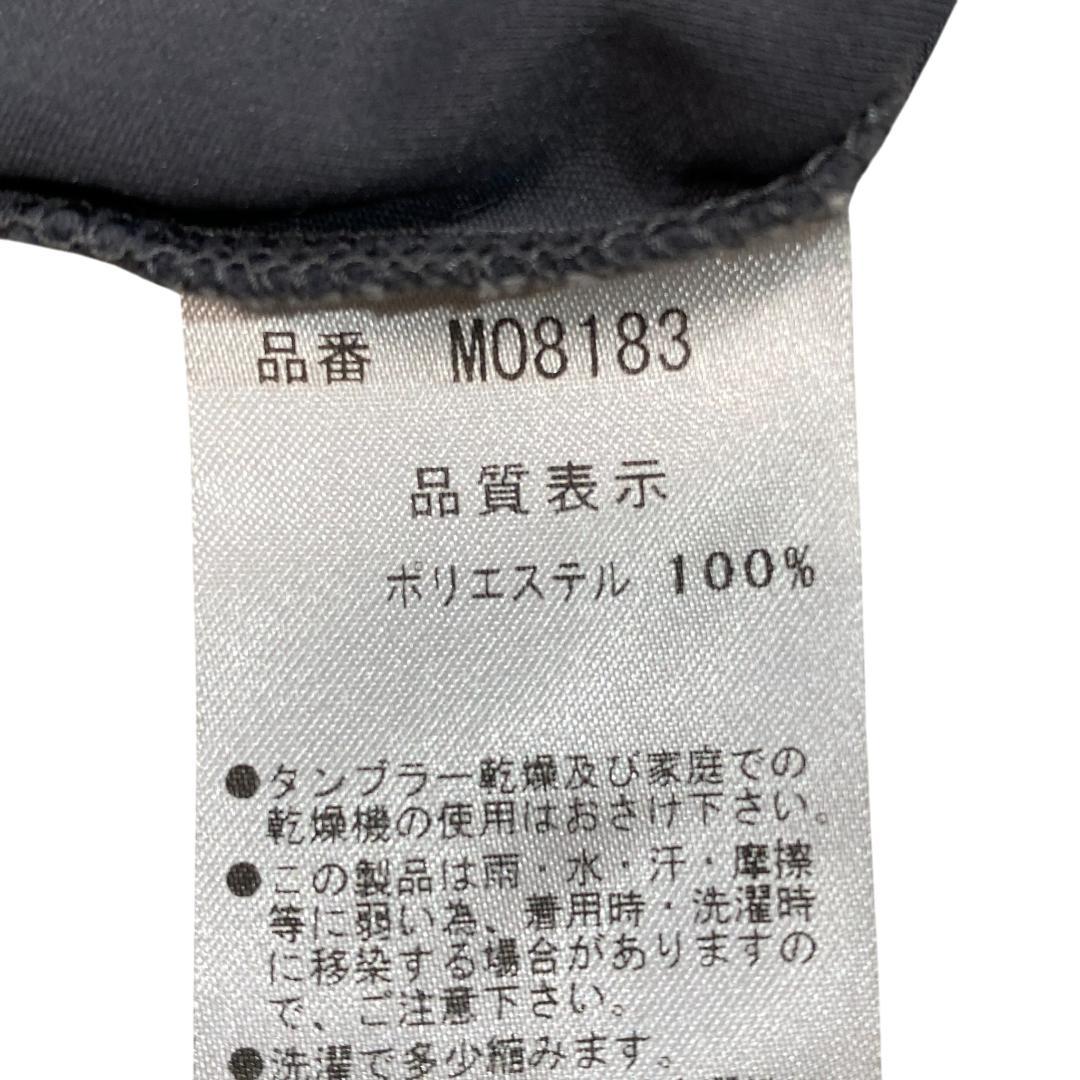 品番 M08183
品質表示
ポリエステル 100%
●タンブラー乾燥及び家庭での
乾燥機の使用はおさけ下さい。
●この製品は雨・水・汗・摩擦
等に弱い為、着用時・洗濯時
に移染する場合がありますの
で、ご注意下さい。
●洗濯で多少縮みます。